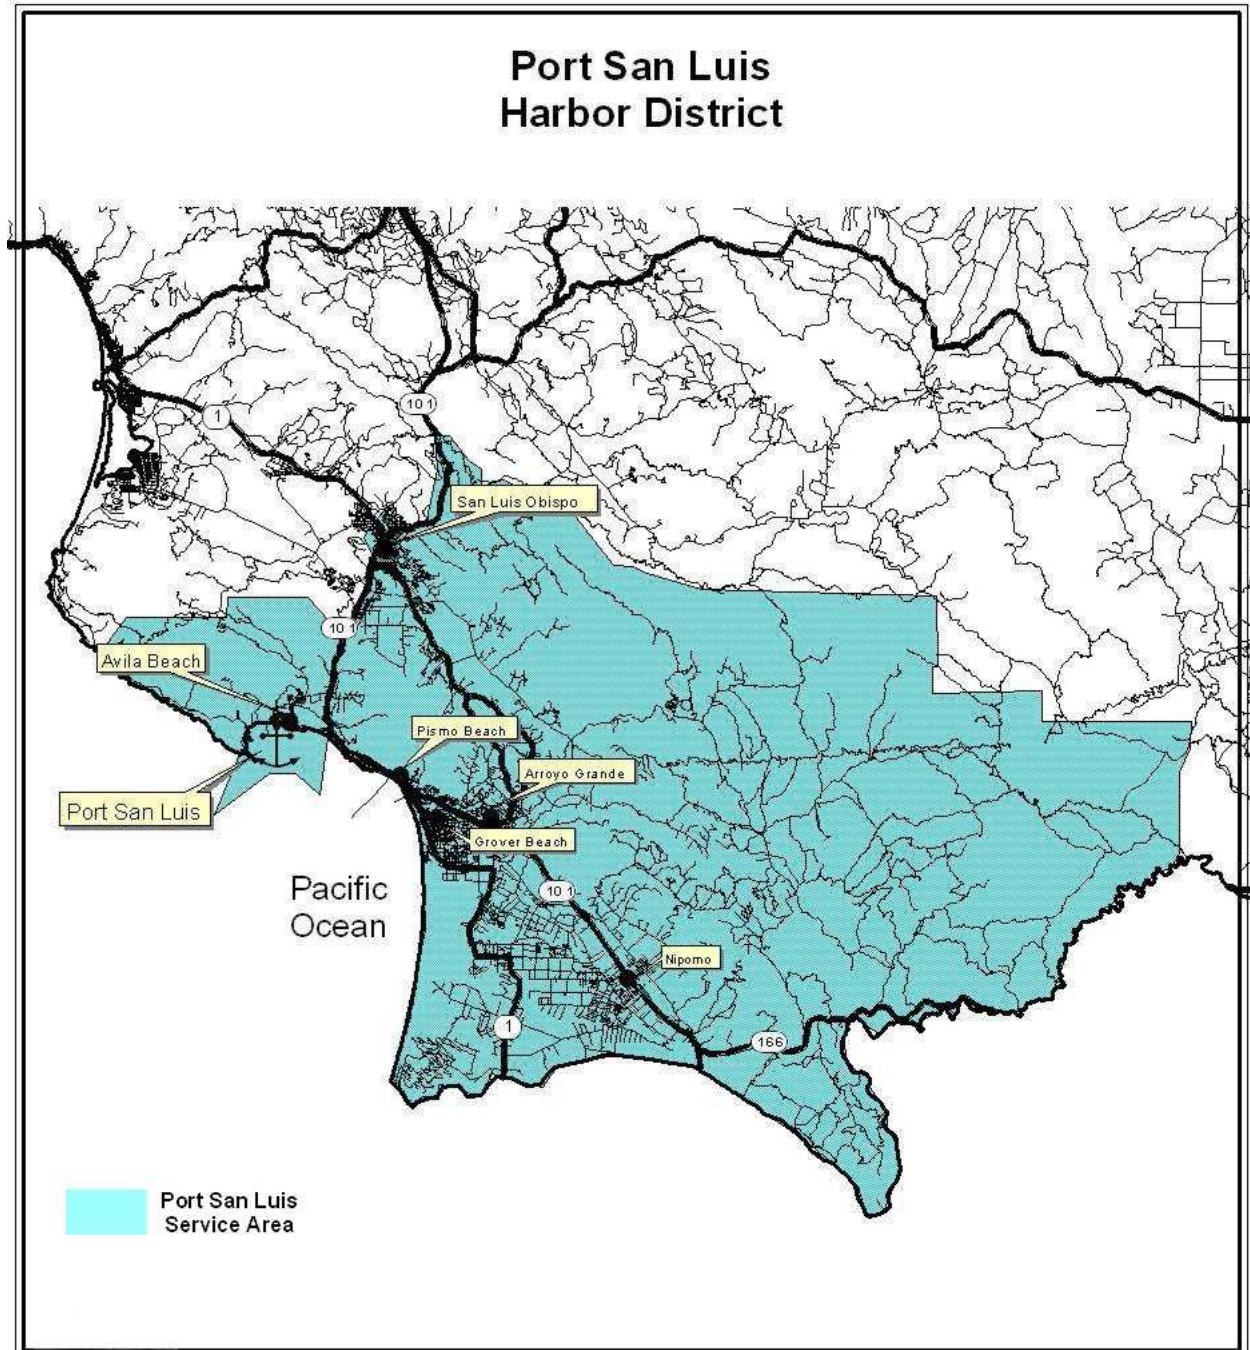 Port San Luis
Harbor District
1
10 1
San Luis Obispo
10 1
Avila Beach
Pismo Beach
Arroyo Grande
Port San Luis
Grover Beach
Pacific
Ocean
10 1
Nipomo
1
166
Port San Luis
Service Area